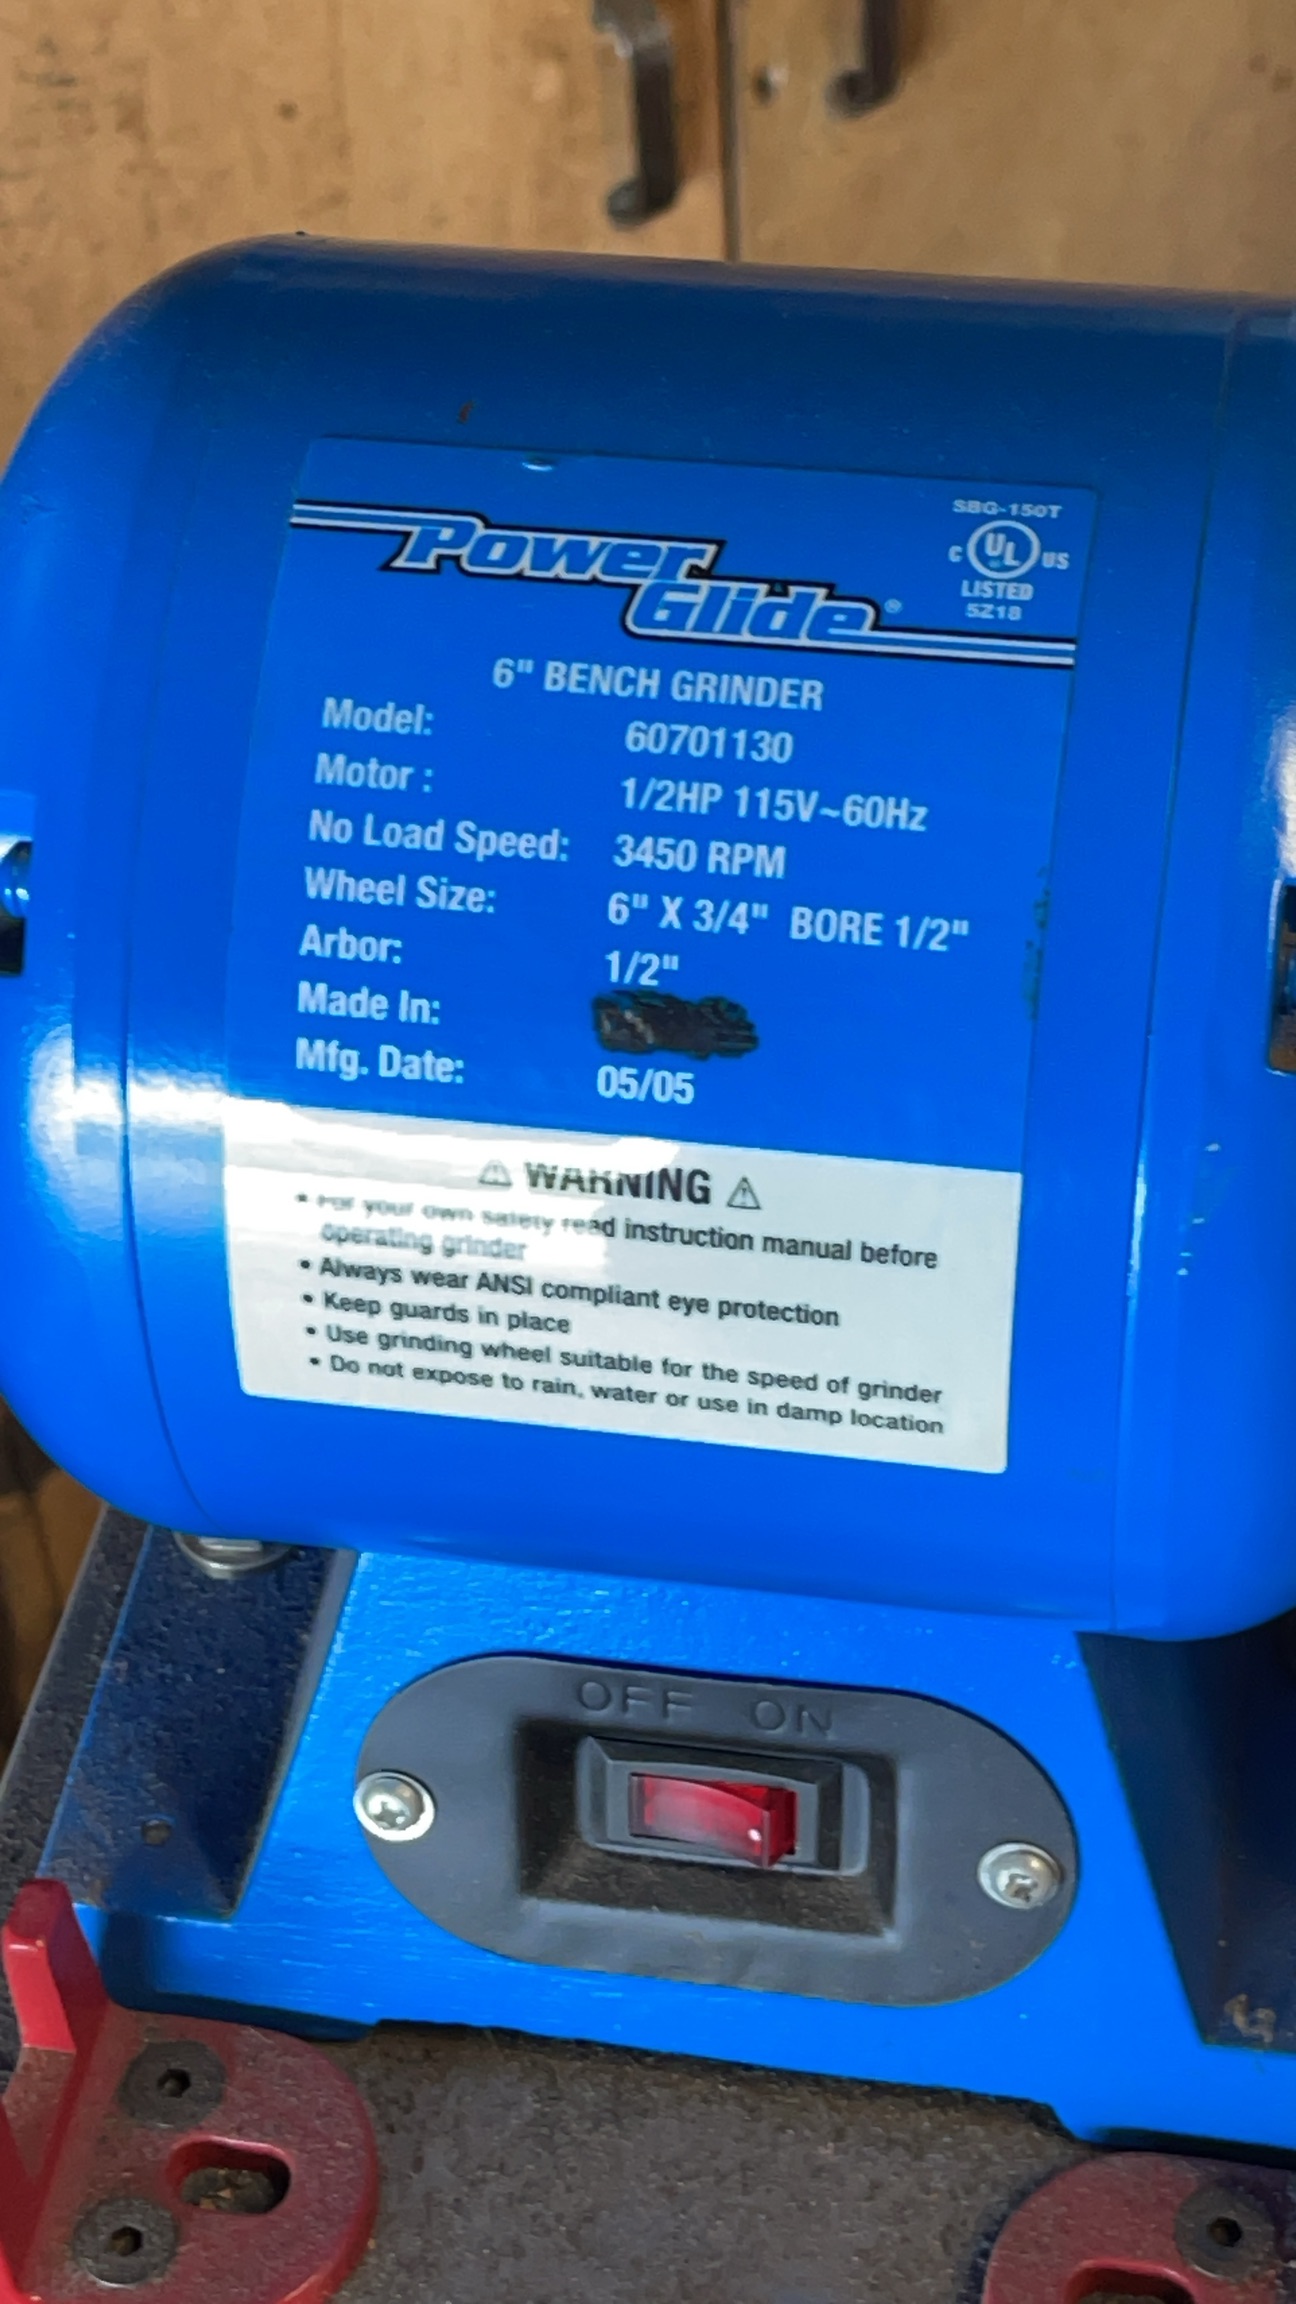 SBG-150T
C UL US
LISTED
5Z18
Power
Glide®
6" BENCH GRINDER
Model: 60701130
Motor : 1/2HP 115V~60Hz
No Load Speed: 3450 RPM
Wheel Size: 6" X 3/4" BORE 1/2"
Arbor: 1/2"
Made In:
Mfg. Date: 05/05
⚠ WARNING ⚠
• For your own safety read instruction manual before
operating grinder
• Always wear ANSI compliant eye protection
• Keep guards in place
• Use grinding wheel suitable for the speed of grinder
• Do not expose to rain, water or use in damp location
OFF ON